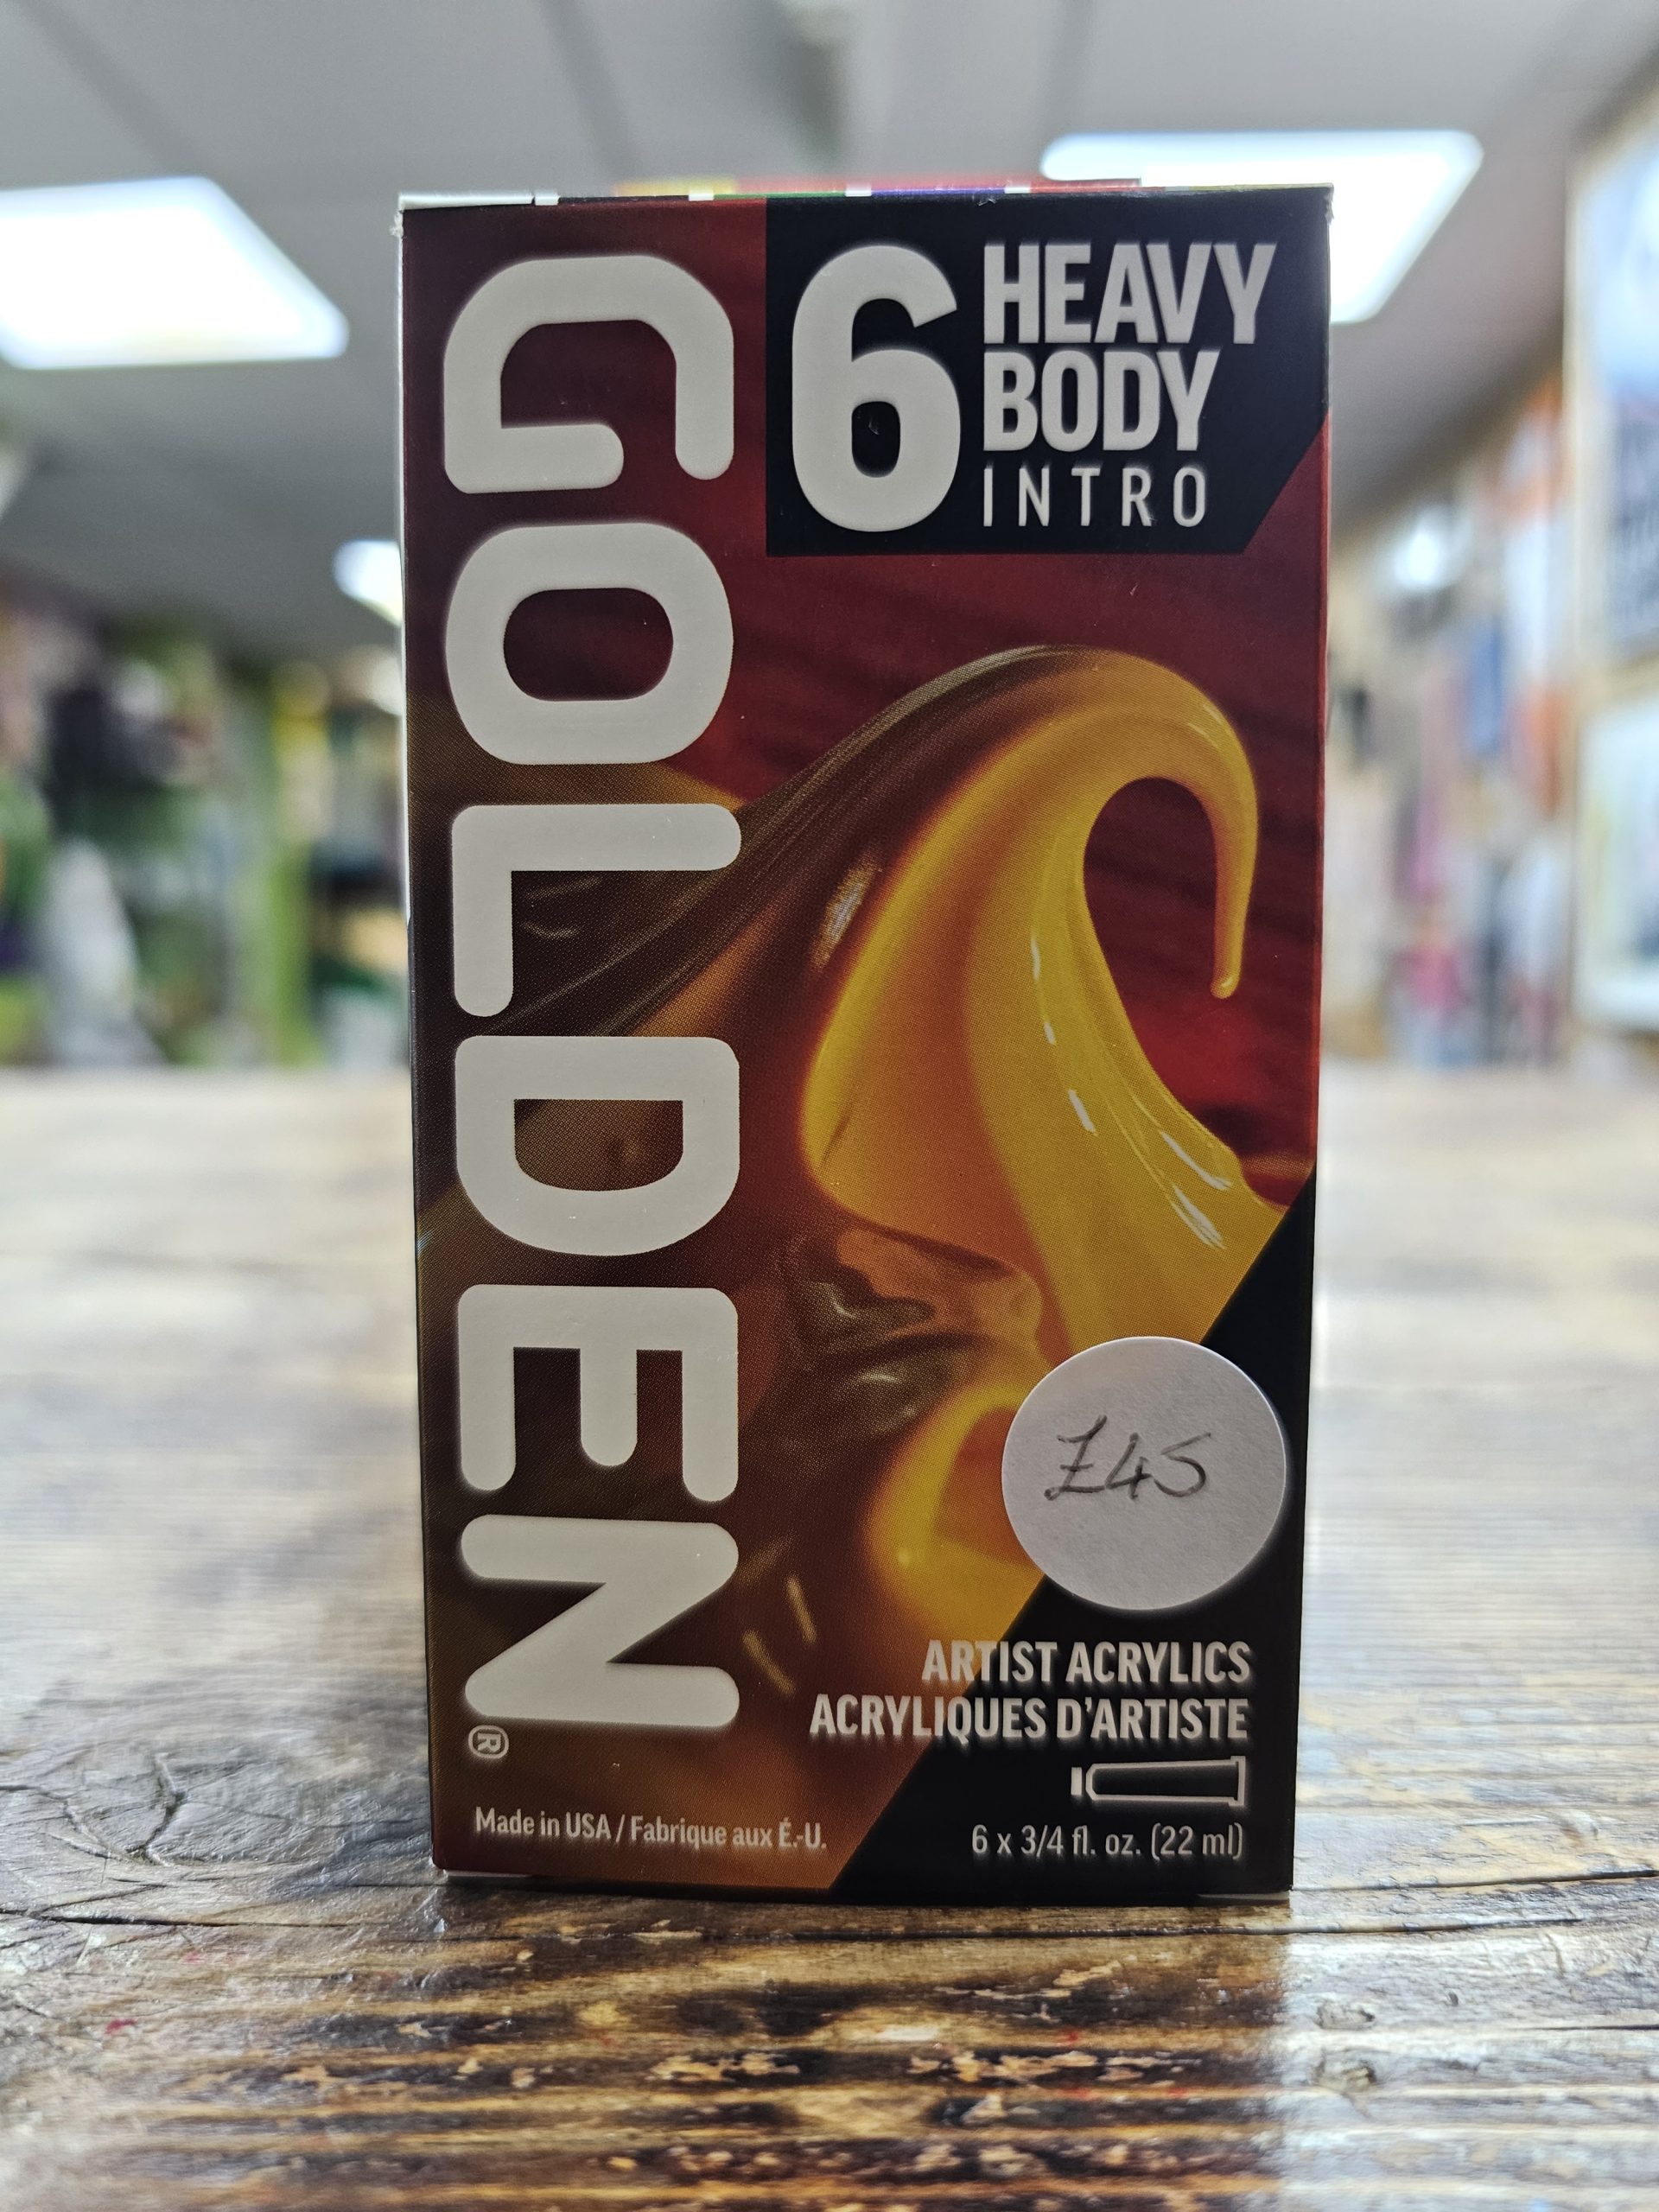 GOLDEN®
6 HEAVY
BODY
INTRO
£45
ARTIST ACRYLICS
ACRYLIQUES D'ARTISTE
6 x 3/4 fl. oz. (22 ml)
Made in USA / Fabrique aux É.-U.